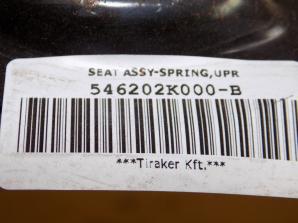 SEAT ASSY-SPRING,UPR
546202K000-B
***Tiraker Kft.***